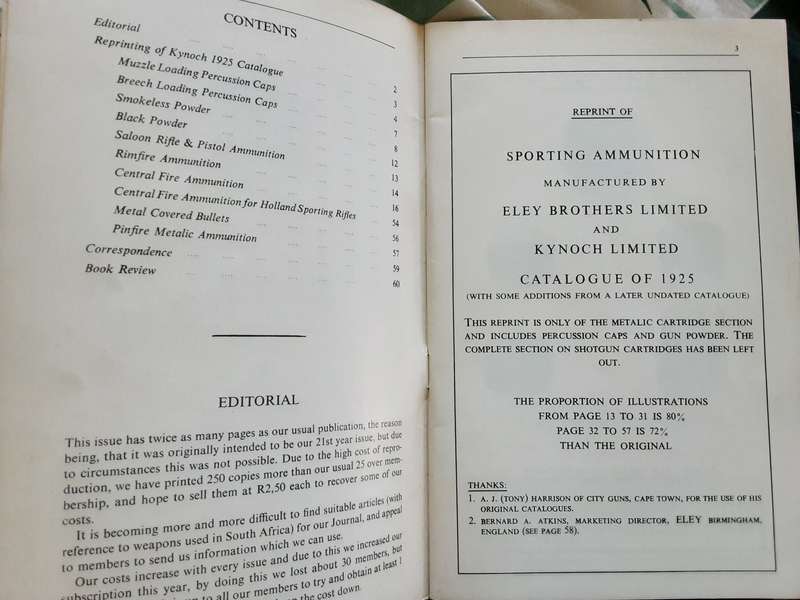 CONTENTS
Editorial
Reprinting of Kynoch 1925 Catalogue 2
Muzzle Loading Percussion Caps 3
Breech Loading Percussion Caps 4
Smokeless Powder 7
Black Powder 8
Saloon Rifle & Pistol Ammunition 12
Rimfire Ammunition 13
Central Fire Ammunition 14
Central Fire Ammunition for Holland Sporting Rifles 16
Metal Covered Bullets 54
Pinfire Metalic Ammunition 56
Correspondence 57
Book Review 59
60
EDITORIAL
This issue has twice as many pages as our usual publication, the reason
being, that it was originally intended to be our 21st year issue, but due
to circumstances this was not possible. Due to the high cost of repro-
duction, we have printed 250 copies more than our usual 25 over mem-
bership, and hope to sell them at R2,50 each to recover some of our
costs.
It is becoming more and more difficult to find suitable articles (with
reference to weapons used in South Africa) for our Journal, and appeal
to members to send us information which we can use.
Our costs increase with every issue and due to this we increased our
subscription this year, by doing this we lost about 30 members, but
to all our members to try and obtain at least 1
the cost down.
3
REPRINT OF
SPORTING AMMUNITION
MANUFACTURED BY
ELEY BROTHERS LIMITED
AND
KYNOCH LIMITED
CATALOGUE OF 1925
(WITH SOME ADDITIONS FROM A LATER UNDATED CATALOGUE)
THIS REPRINT IS ONLY OF THE METALIC CARTRIDGE SECTION
AND INCLUDES PERCUSSION CAPS AND GUN POWDER. THE
COMPLETE SECTION ON SHOTGUN CARTRIDGES HAS BEEN LEFT
OUT.
THE PROPORTION OF ILLUSTRATIONS
FROM PAGE 13 TO 31 IS 80%
PAGE 32 TO 57 IS 72%
THAN THE ORIGINAL
THANKS:
1. A. J. (TONY) HARRISON OF CITY GUNS, CAPE TOWN, FOR THE USE OF HIS
ORIGINAL CATALOGUES.
2. BERNARD A. ATKINS, MARKETING DIRECTOR, ELEY BIRMINGHAM,
ENGLAND (SEE PAGE 58).